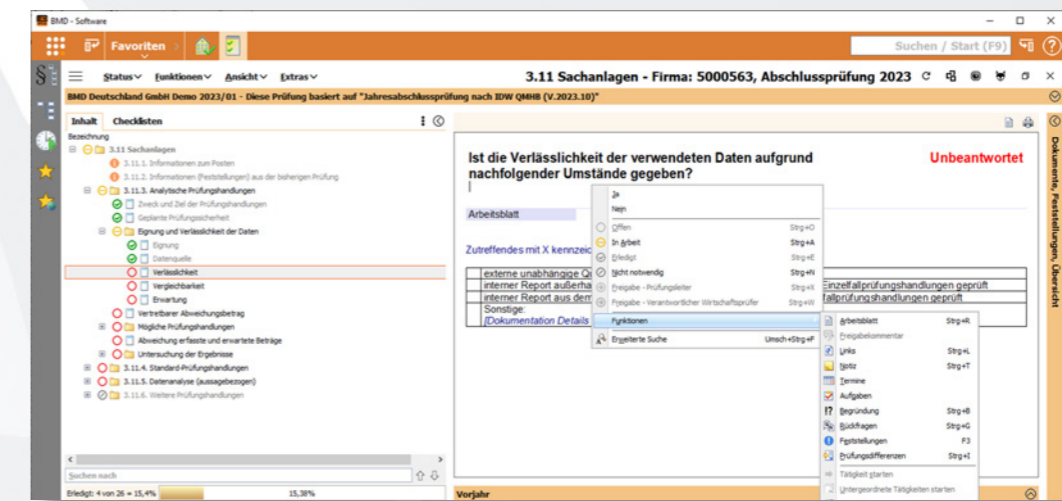 BMD - Software
Favoriten
Suchen / Start (F9)
Status Funktionen Ansicht Extras
3.11 Sachanlagen - Firma: 5000563, Abschlussprüfung 2023
BMD Deutschland GmbH Demo 2023/01 - Diese Prüfung basiert auf "Jahresabschlussprüfung nach IDW QMHB (V.2023.10)"
Inhalt Checklisten
Bezeichnung
3.11 Sachanlagen
3.11.1. Informationen zum Posten
3.11.2. Informationen (Feststellungen) aus der bisherigen Prüfung
3.11.3. Analytische Prüfungshandlungen
Zweck und Ziel der Prüfungshandlungen
Geplante Prüfungssicherheit
Eignung und Verlässlichkeit der Daten
Eignung
Datenquelle
Verlässlichkeit
Vergleichbarkeit
Erwartung
Vertretbarer Abweichungsbetrag
Mögliche Prüfungshandlungen
Abweichung erfasste und erwartete Beträge
Untersuchung der Ergebnisse
3.11.4. Standard-Prüfungshandlungen
3.11.5. Datenanalyse (aussagebezogen)
3.11.6. Weitere Prüfungshandlungen
Suchen nach
Erledigt: 4 von 26 = 15,4% 15,38%
Ist die Verlässlichkeit der verwendeten Daten aufgrund
nachfolgender Umstände gegeben?
Unbeantwortet
Arbeitsblatt
Zutreffendes mit X kennzeic
externe unabhängige Qu
interner Report außerha
Einzelfallprüfungshandlungen geprüft
interner Report aus dem
fallprüfungshandlungen geprüft
Sonstige:
[Dokumentation Details
Ja
Nein
Offen Strg+O
In Arbeit Strg+A
Erledigt Strg+E
Nicht notwendig Strg+N
Freigabe - Prüfungsleiter Strg+X
Freigabe - Verantwortlicher Wirtschaftsprüfer Strg+W
Funktionen
Erweiterte Suche Umsch+Strg+F
Arbeitsblatt Strg+R
Freigabekommentar
Links Strg+L
Notiz Strg+T
Termine
Aufgaben
Begründung Strg+B
Rückfragen Strg+G
Feststellungen F3
Prüfungsdifferenzen Strg+I
Tätigkeit starten
Untergeordnete Tätigkeiten starten
Vorjahr
Dokumente, Feststellungen, Übersicht